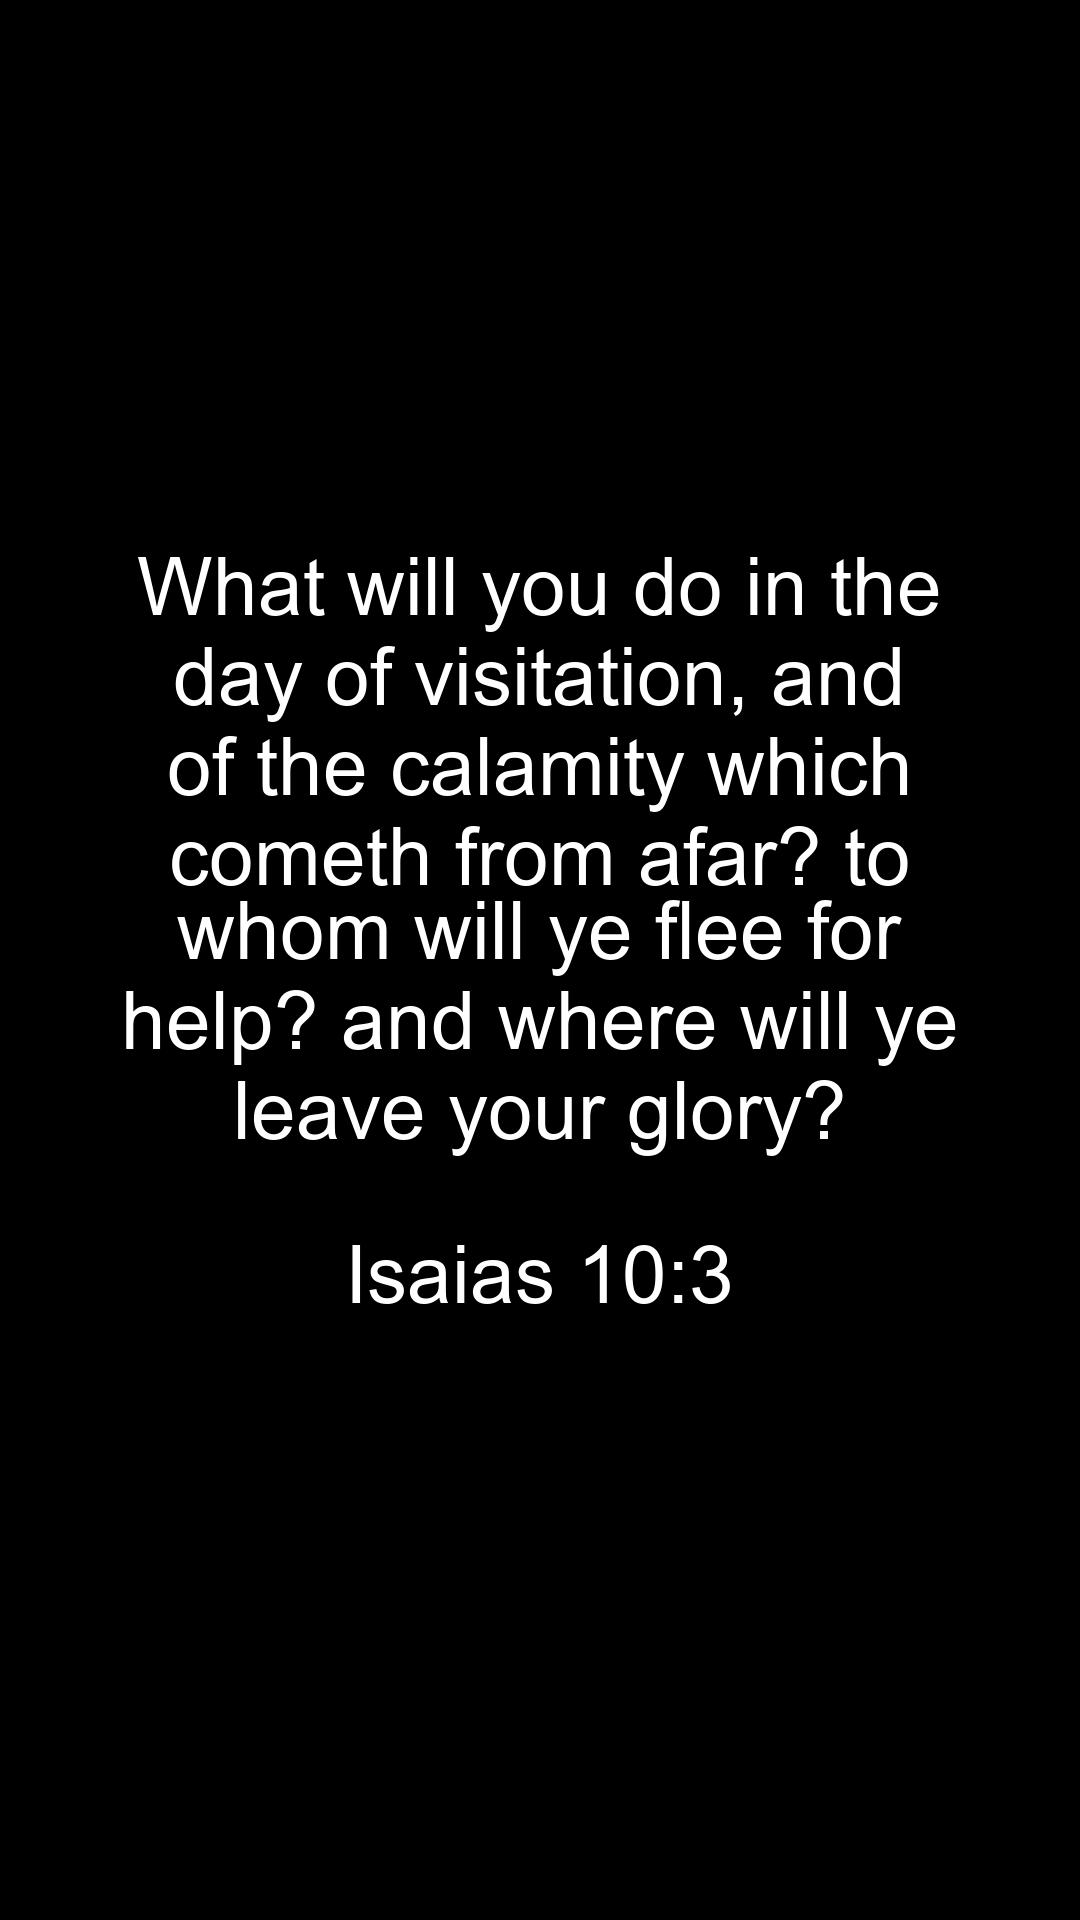 What will you do in the
day of visitation, and
of the calamity which
cometh from afar? to
whom will ye flee for
help? and where will ye
leave your glory?
Isaias 10:3